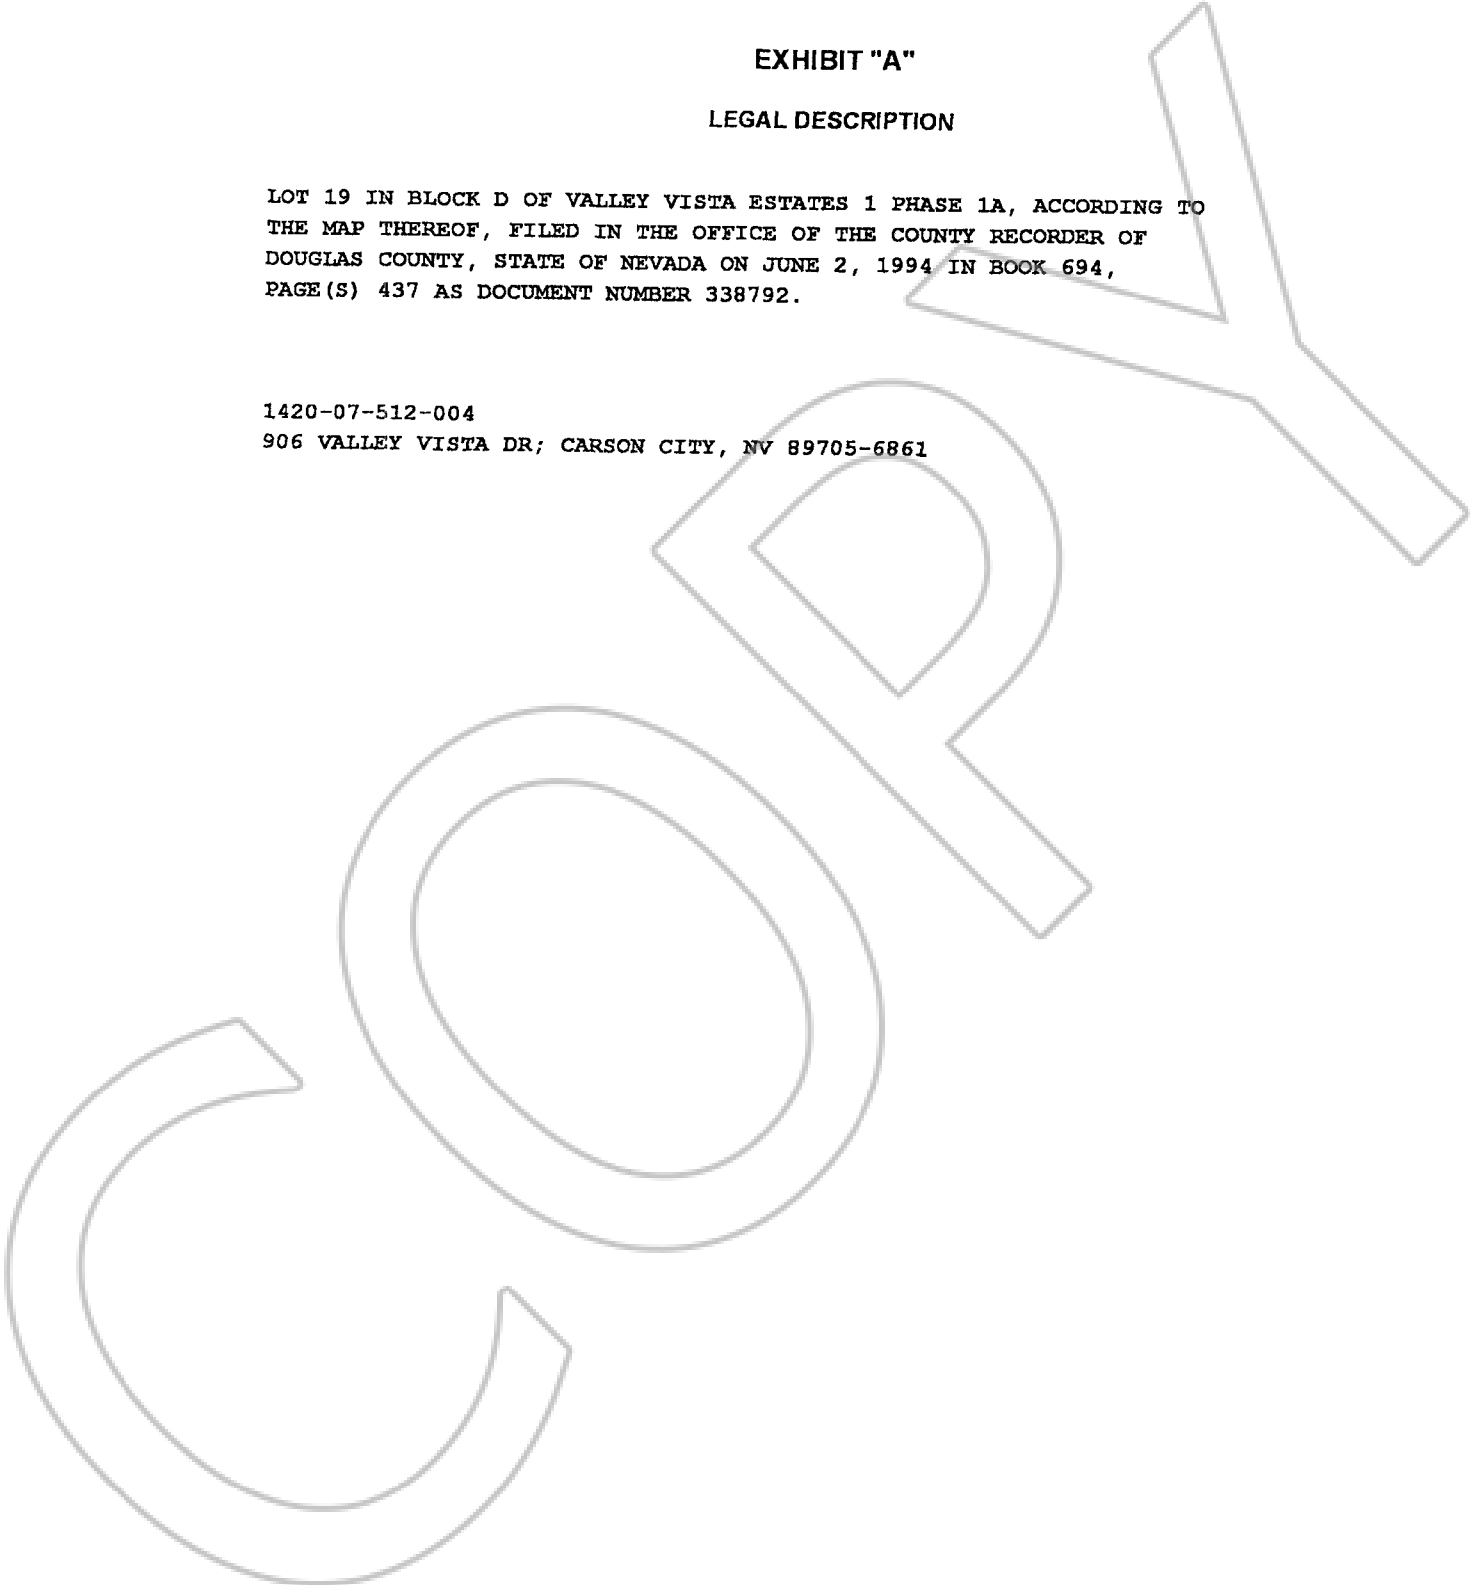 EXHIBIT "A"
LEGAL DESCRIPTION
LOT 19 IN BLOCK D OF VALLEY VISTA ESTATES 1 PHASE 1A, ACCORDING TO
THE MAP THEREOF, FILED IN THE OFFICE OF THE COUNTY RECORDER OF
DOUGLAS COUNTY, STATE OF NEVADA ON JUNE 2, 1994 IN BOOK 694,
PAGE(S) 437 AS DOCUMENT NUMBER 338792.
1420-07-512-004
906 VALLEY VISTA DR; CARSON CITY, NV 89705-6861
COPY